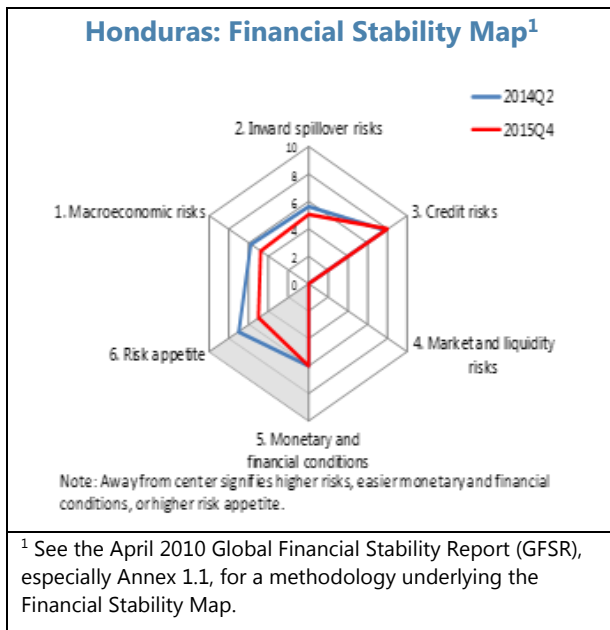 Honduras: Financial Stability Map1
2014Q2
2015Q4
2. Inward spillover risks
10
8
6
4
2
0
1. Macroeconomic risks
3. Credit risks
6. Risk appetite
4. Market and liquidity
risks
5. Monetary and
financial conditions
Note: Away from center signifies higher risks, easier monetary and financial
conditions, or higher risk appetite.
1 See the April 2010 Global Financial Stability Report (GFSR),
especially Annex 1.1, for a methodology underlying the
Financial Stability Map.